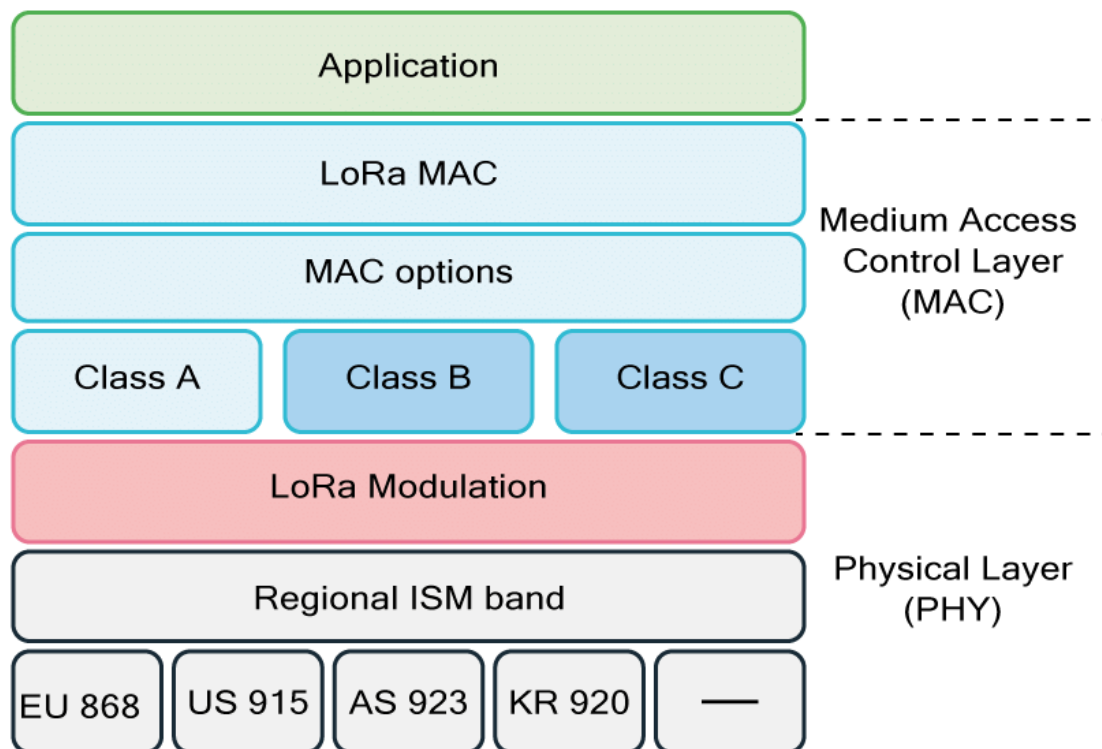 Application
LoRa MAC
MAC options
Class A
Class B
Class C
Medium Access
Control Layer
(MAC)
LoRa Modulation
Regional ISM band
EU 868
US 915
AS 923
KR 920
Physical Layer
(PHY)